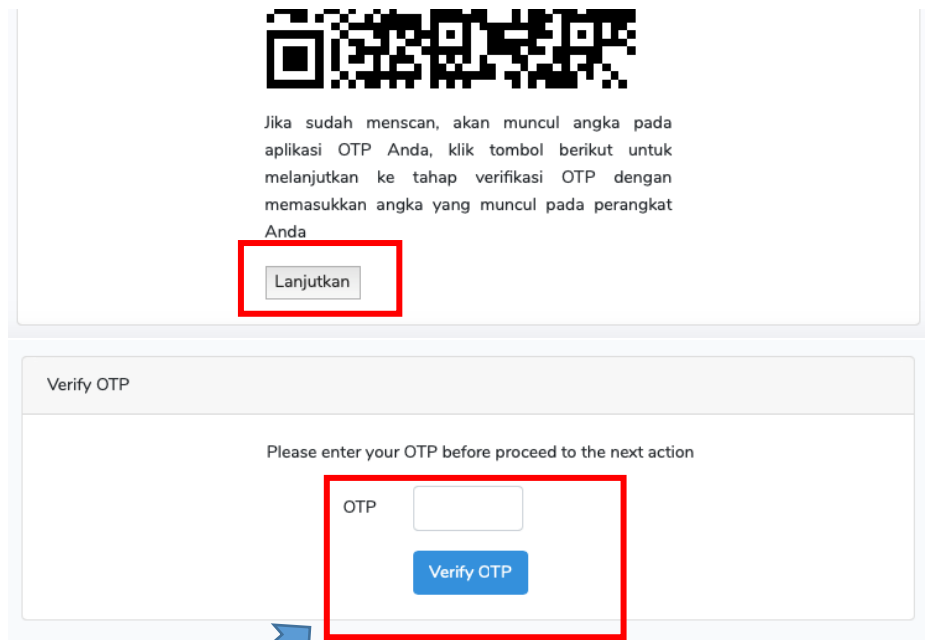 Jika sudah menscan, akan muncul angka pada
aplikasi OTP Anda, klik tombol berikut untuk
melanjutkan ke tahap verifikasi OTP dengan
memasukkan angka yang muncul pada perangkat
Anda
Lanjutkan
Verify OTP
Please enter your OTP before proceed to the next action
OTP
Verify OTP